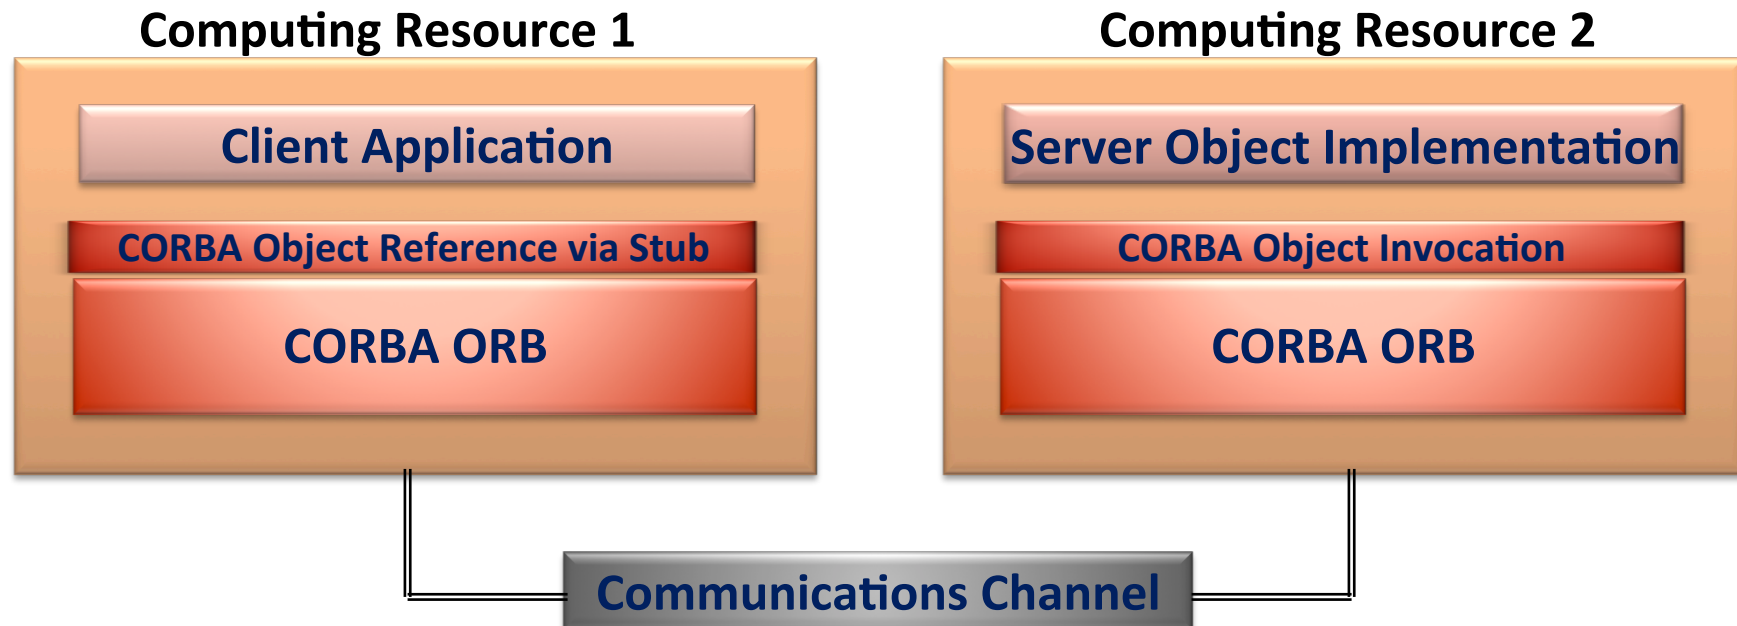 Computing Resource 1
Computing Resource 2
Client Application
Server Object Implementation
CORBA Object Reference via Stub
CORBA Object Invocation
CORBA ORB
CORBA ORB
Communications Channel